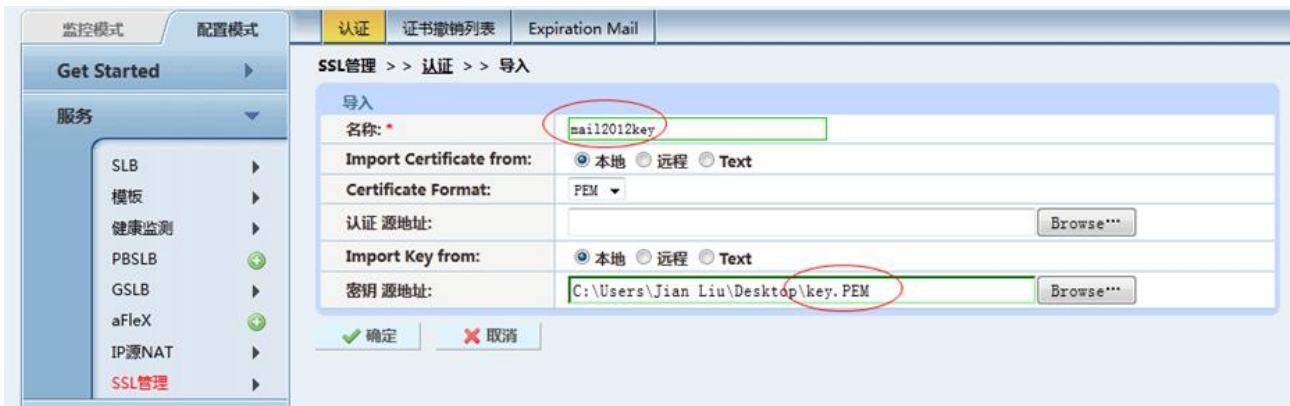 监控模式 配置模式 认证 证书撤销列表 Expiration Mail
Get Started
SSL管理 > > 认证 > > 导入
服务
导入
名称: * mail2012key
SLB
Import Certificate from: 本地 远程 Text
模板
Certificate Format: PEM
健康监测
认证 源地址: Browse...
PBSLB
Import Key from: 本地 远程 Text
GSLB
密钥 源地址: C:\Users\Jian Liu\Desktop\key.PEM Browse...
aFleX
确定 取消
IP源NAT
SSL管理